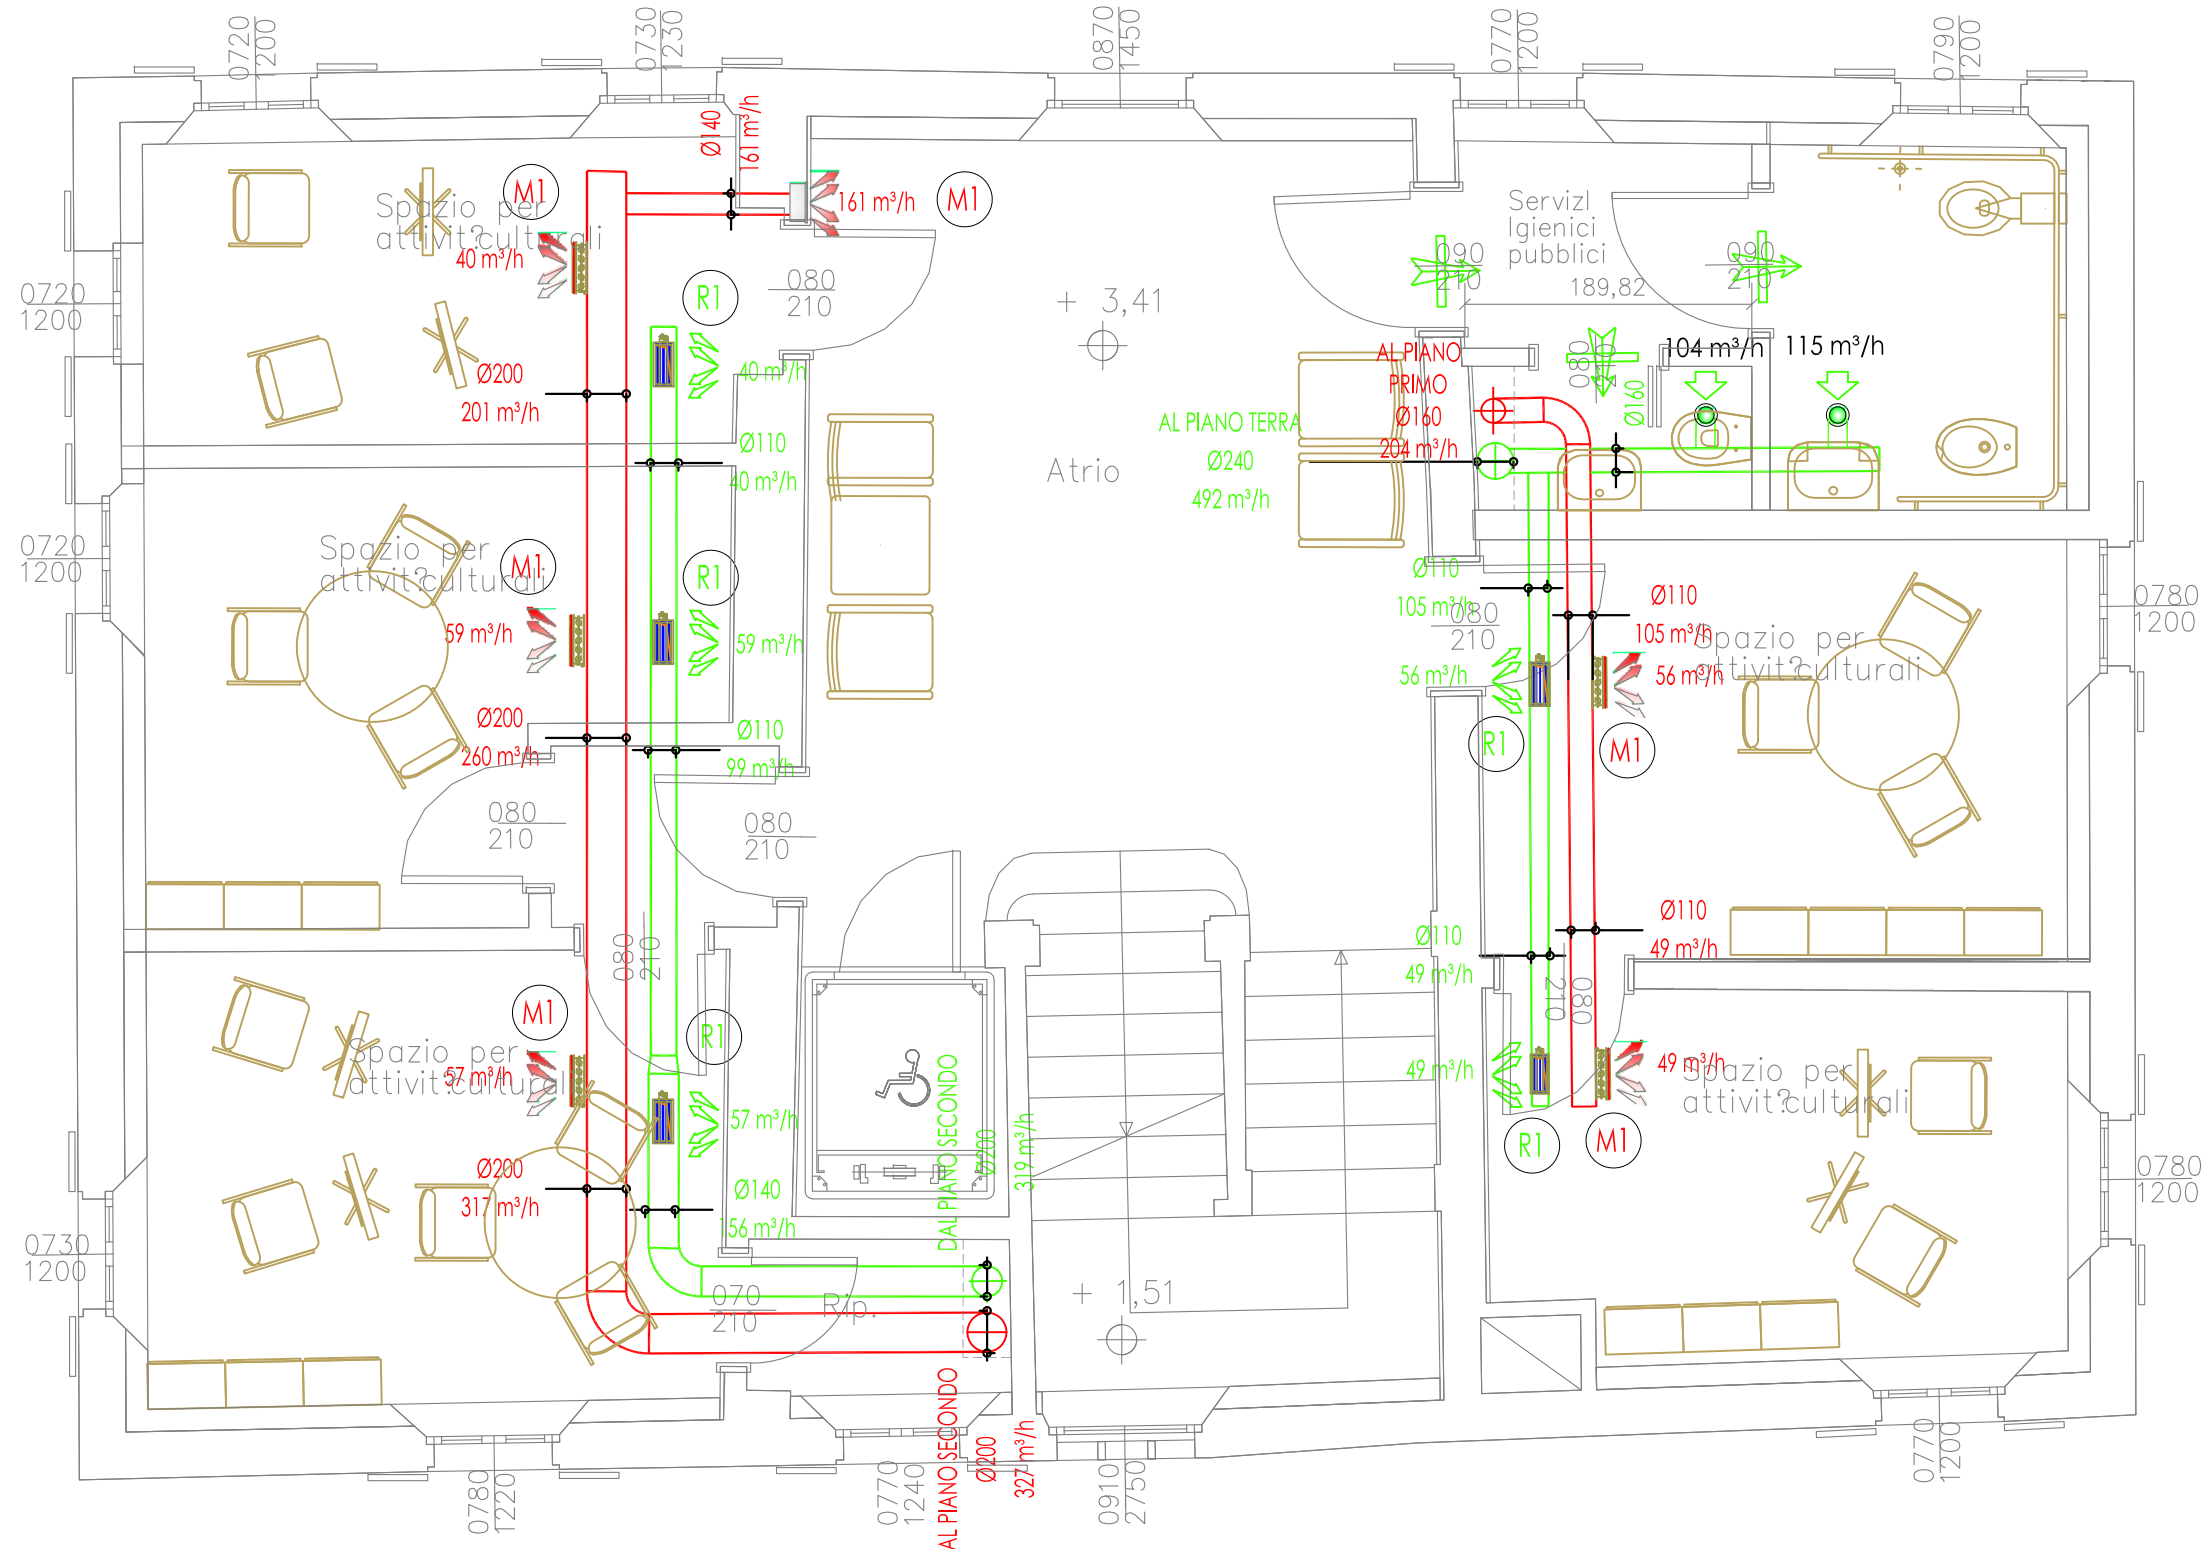 0720
1200
0730
1230
0870
1450
0770
1200
0790
1200
Ø140
161 m³/h
M1
Spazio per
attivit?culturali
40 m³/h
161 m³/h
M1
Servizl
Igienici
pubblici
090
210
090
210
189,82
0720
1200
R1
080
210
+ 3,41
080
210
Ø160
104 m³/h
115 m³/h
AL PIANO
PRIMO
Ø160
204 m³/h
Ø200
201 m³/h
40 m³/h
Ø110
40 m³/h
AL PIANO TERRA
Ø240
492 m³/h
Atrio
0720
1200
Spazio per
attivit?culturali
M1
59 m³/h
R1
59 m³/h
Ø110
105 m³/h
080
210
Ø110
105 m³/h
Spazio per
attivit?culturali
56 m³/h
56 m³/h
0780
1200
R1
M1
Ø200
260 m³/h
Ø110
99 m³/h
080
210
080
210
080
210
Ø110
49 m³/h
Ø110
49 m³/h
210
080
M1
Spazio per
attivit?culturali
57 m³/h
R1
57 m³/h
49 m³/h
49 m³/h
Spazio per
attivit?culturali
R1
M1
DAL PIANO SECONDO
Ø200
319 m³/h
Ø200
317 m³/h
Ø140
156 m³/h
0780
1200
0730
1200
070
210
Rip.
+ 1,51
AL PIANO SECONDO
Ø200
327 m³/h
0780
1220
0770
1240
0910
2750
0770
1200